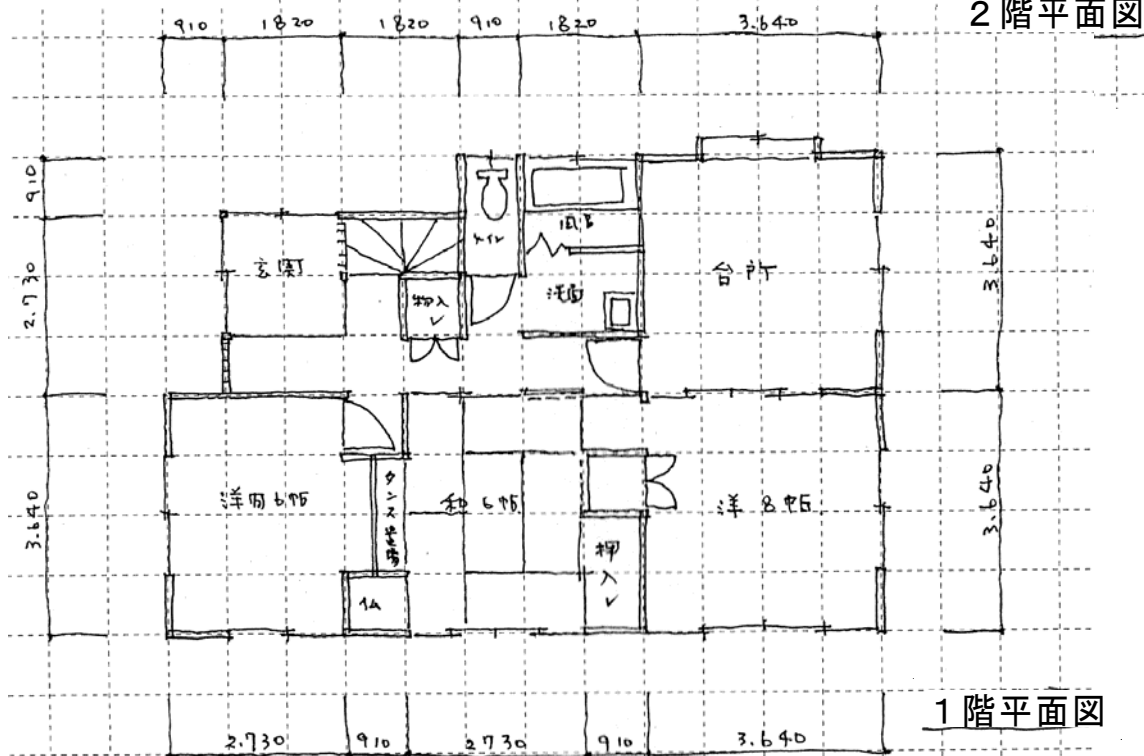 2階平面図
910 1820 1820 910 1820 3.640
910
2.730
3.640
玄関
物入
トイレ
風呂
洗面
台所
3.640
3.640
洋間6帖
タンス置場
仏
和6帖
押入
洋8帖
1階平面図
2.730 910 2730 910 3.640